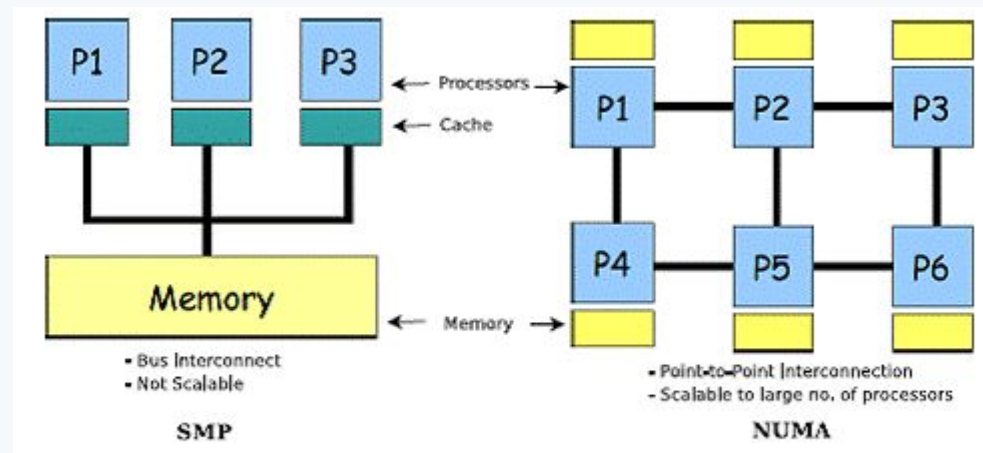 P1 P2 P3
Processors
Cache
Memory
Memory
- Bus Interconnect
- Not Scalable
SMP
P1 P2 P3
P4 P5 P6
- Point-to-Point Interconnection
- Scalable to large no. of processors
NUMA